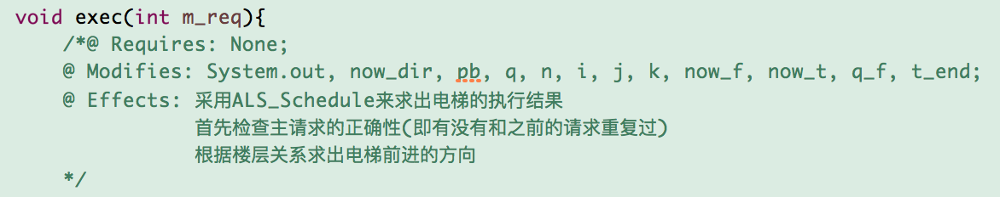 void exec(int m_req){
/*@ Requires: None;
@ Modifies: System.out, now_dir, pb, q, n, i, j, k, now_f, now_t, q_f, t_end;
@ Effects: 采用ALS_Schedule来求出电梯的执行结果
首先检查主请求的正确性(即有没有和之前的请求重复过)
根据楼层关系求出电梯前进的方向
*/